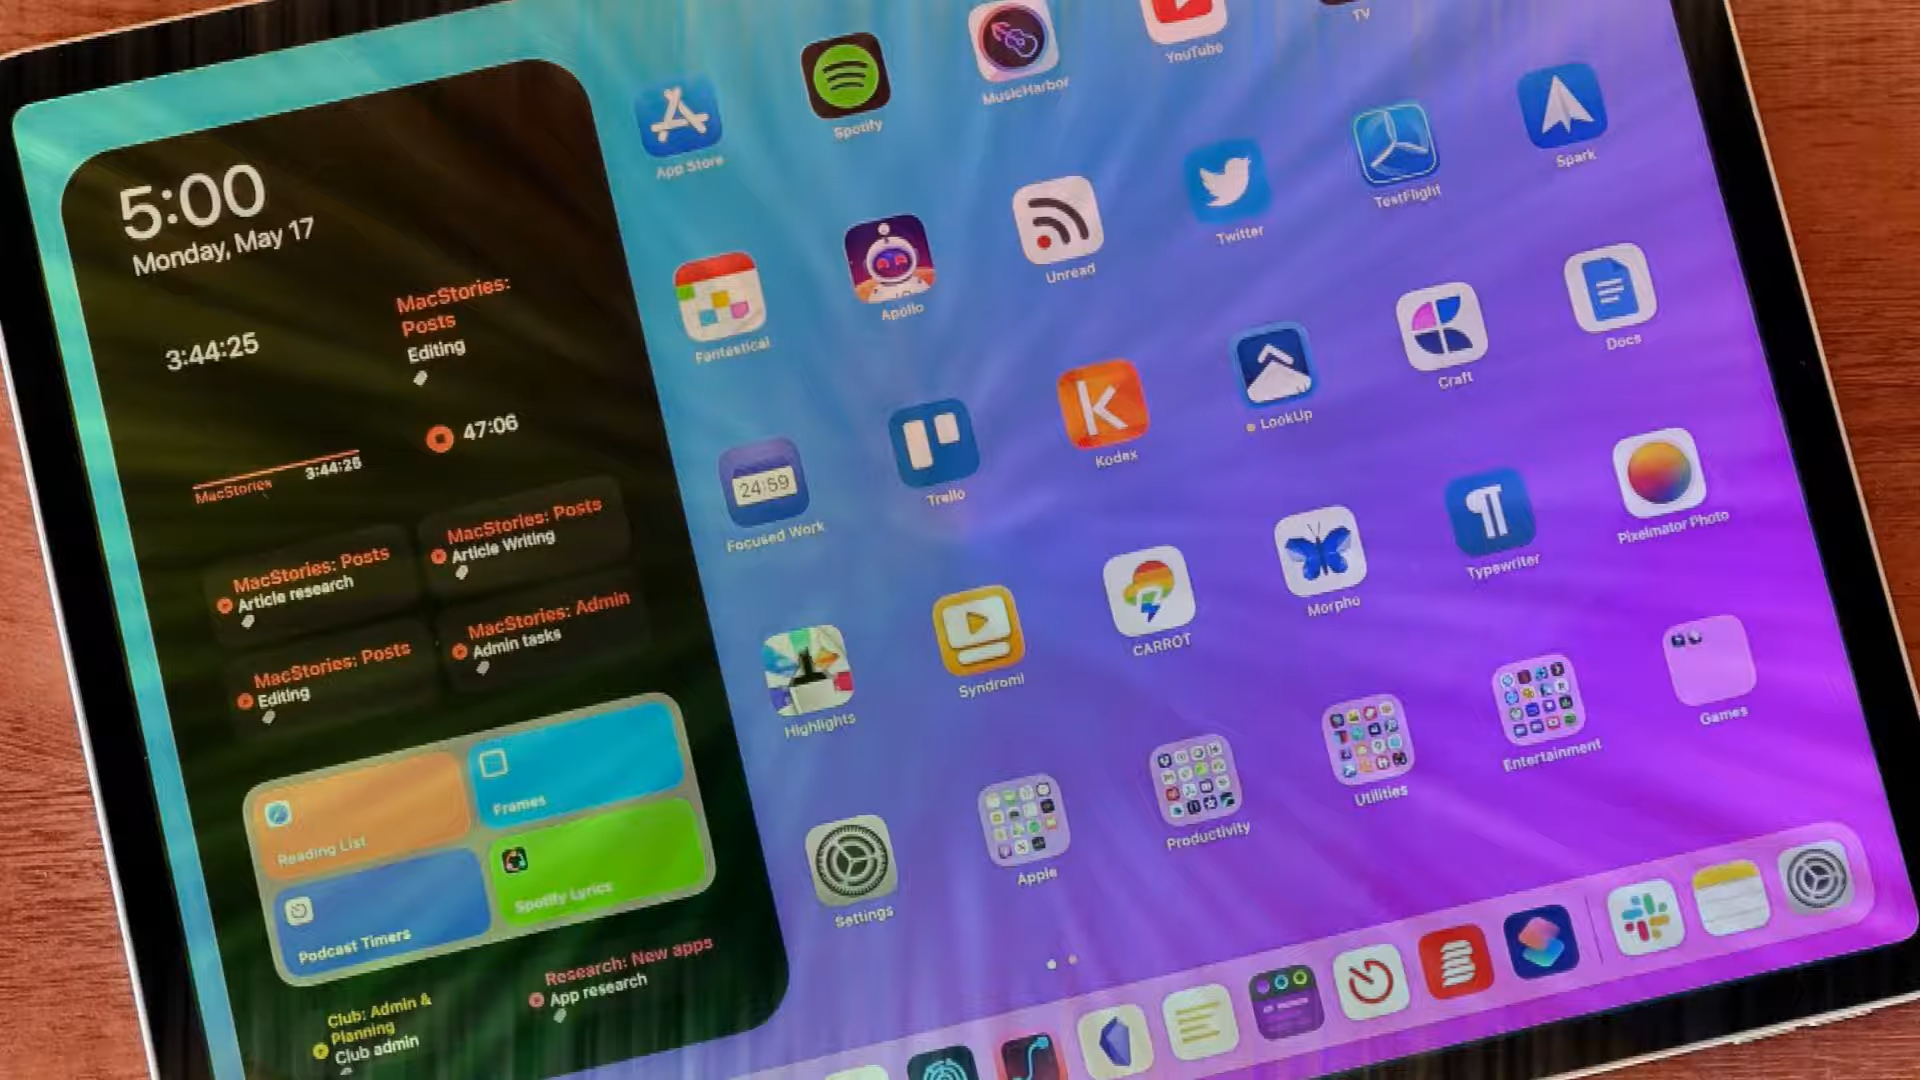 5:00
Monday, May 17
3:44:25
MacStories:
Posts
Editing
MacStories
3:44:25
47:06
MacStories: Posts
Article research
MacStories: Posts
Article Writing
MacStories: Posts
Editing
MacStories: Admin
Admin tasks
Reading List
Frames
Podcast Timers
Spotify Lyrics
Club: Admin &
Planning
Club admin
Research: New apps
App research
App Store
Spotify
MusicHarbor
YouTube
TV
Fantastical
Apollo
Unread
Twitter
TestFlight
Spark
24:59
Focused Work
Trello
Kodex
LookUp
Craft
Docs
Highlights
Syndromi
CARROT
Morpho
Typewriter
Pixelmator Photo
Settings
Apple
Productivity
Utilities
Entertainment
Games